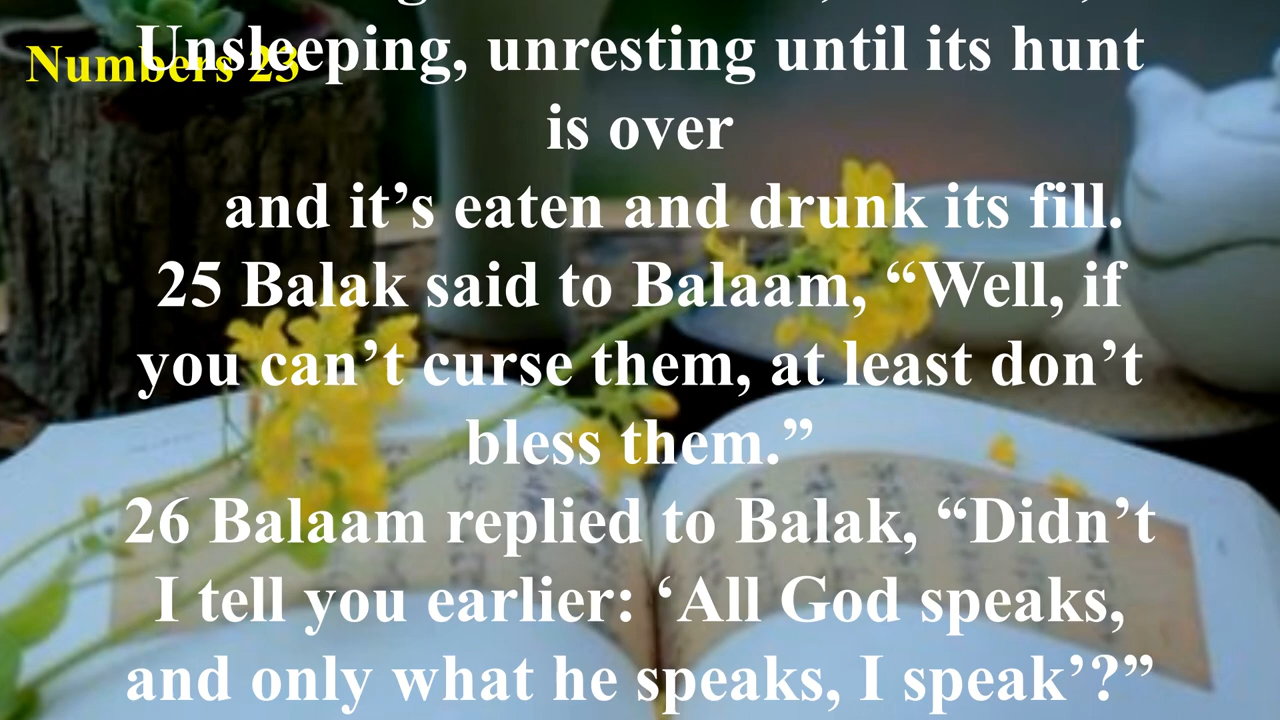 Numbers 23
Unsleeping, unresting until its hunt
is over
and it’s eaten and drunk its fill.
25 Balak said to Balaam, “Well, if
you can’t curse them, at least don’t
bless them.”
26 Balaam replied to Balak, “Didn’t
I tell you earlier: ‘All God speaks,
and only what he speaks, I speak’?”